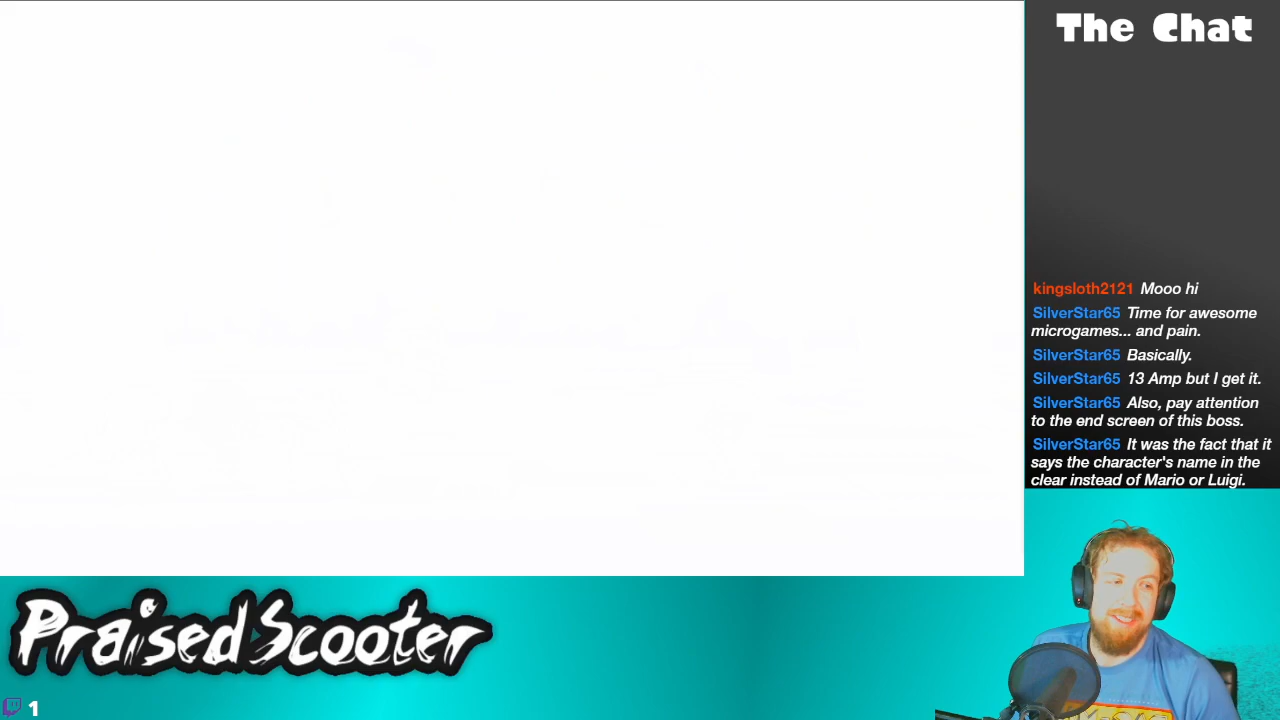 The Chat
kingsloth2121 Mooo hi
SilverStar65 Time for awesome
microgames... and pain.
SilverStar65 Basically.
SilverStar65 13 Amp but I get it.
SilverStar65 Also, pay attention
to the end screen of this boss.
SilverStar65 It was the fact that it
says the character's name in the
clear instead of Mario or Luigi.
PraisedScooter
1